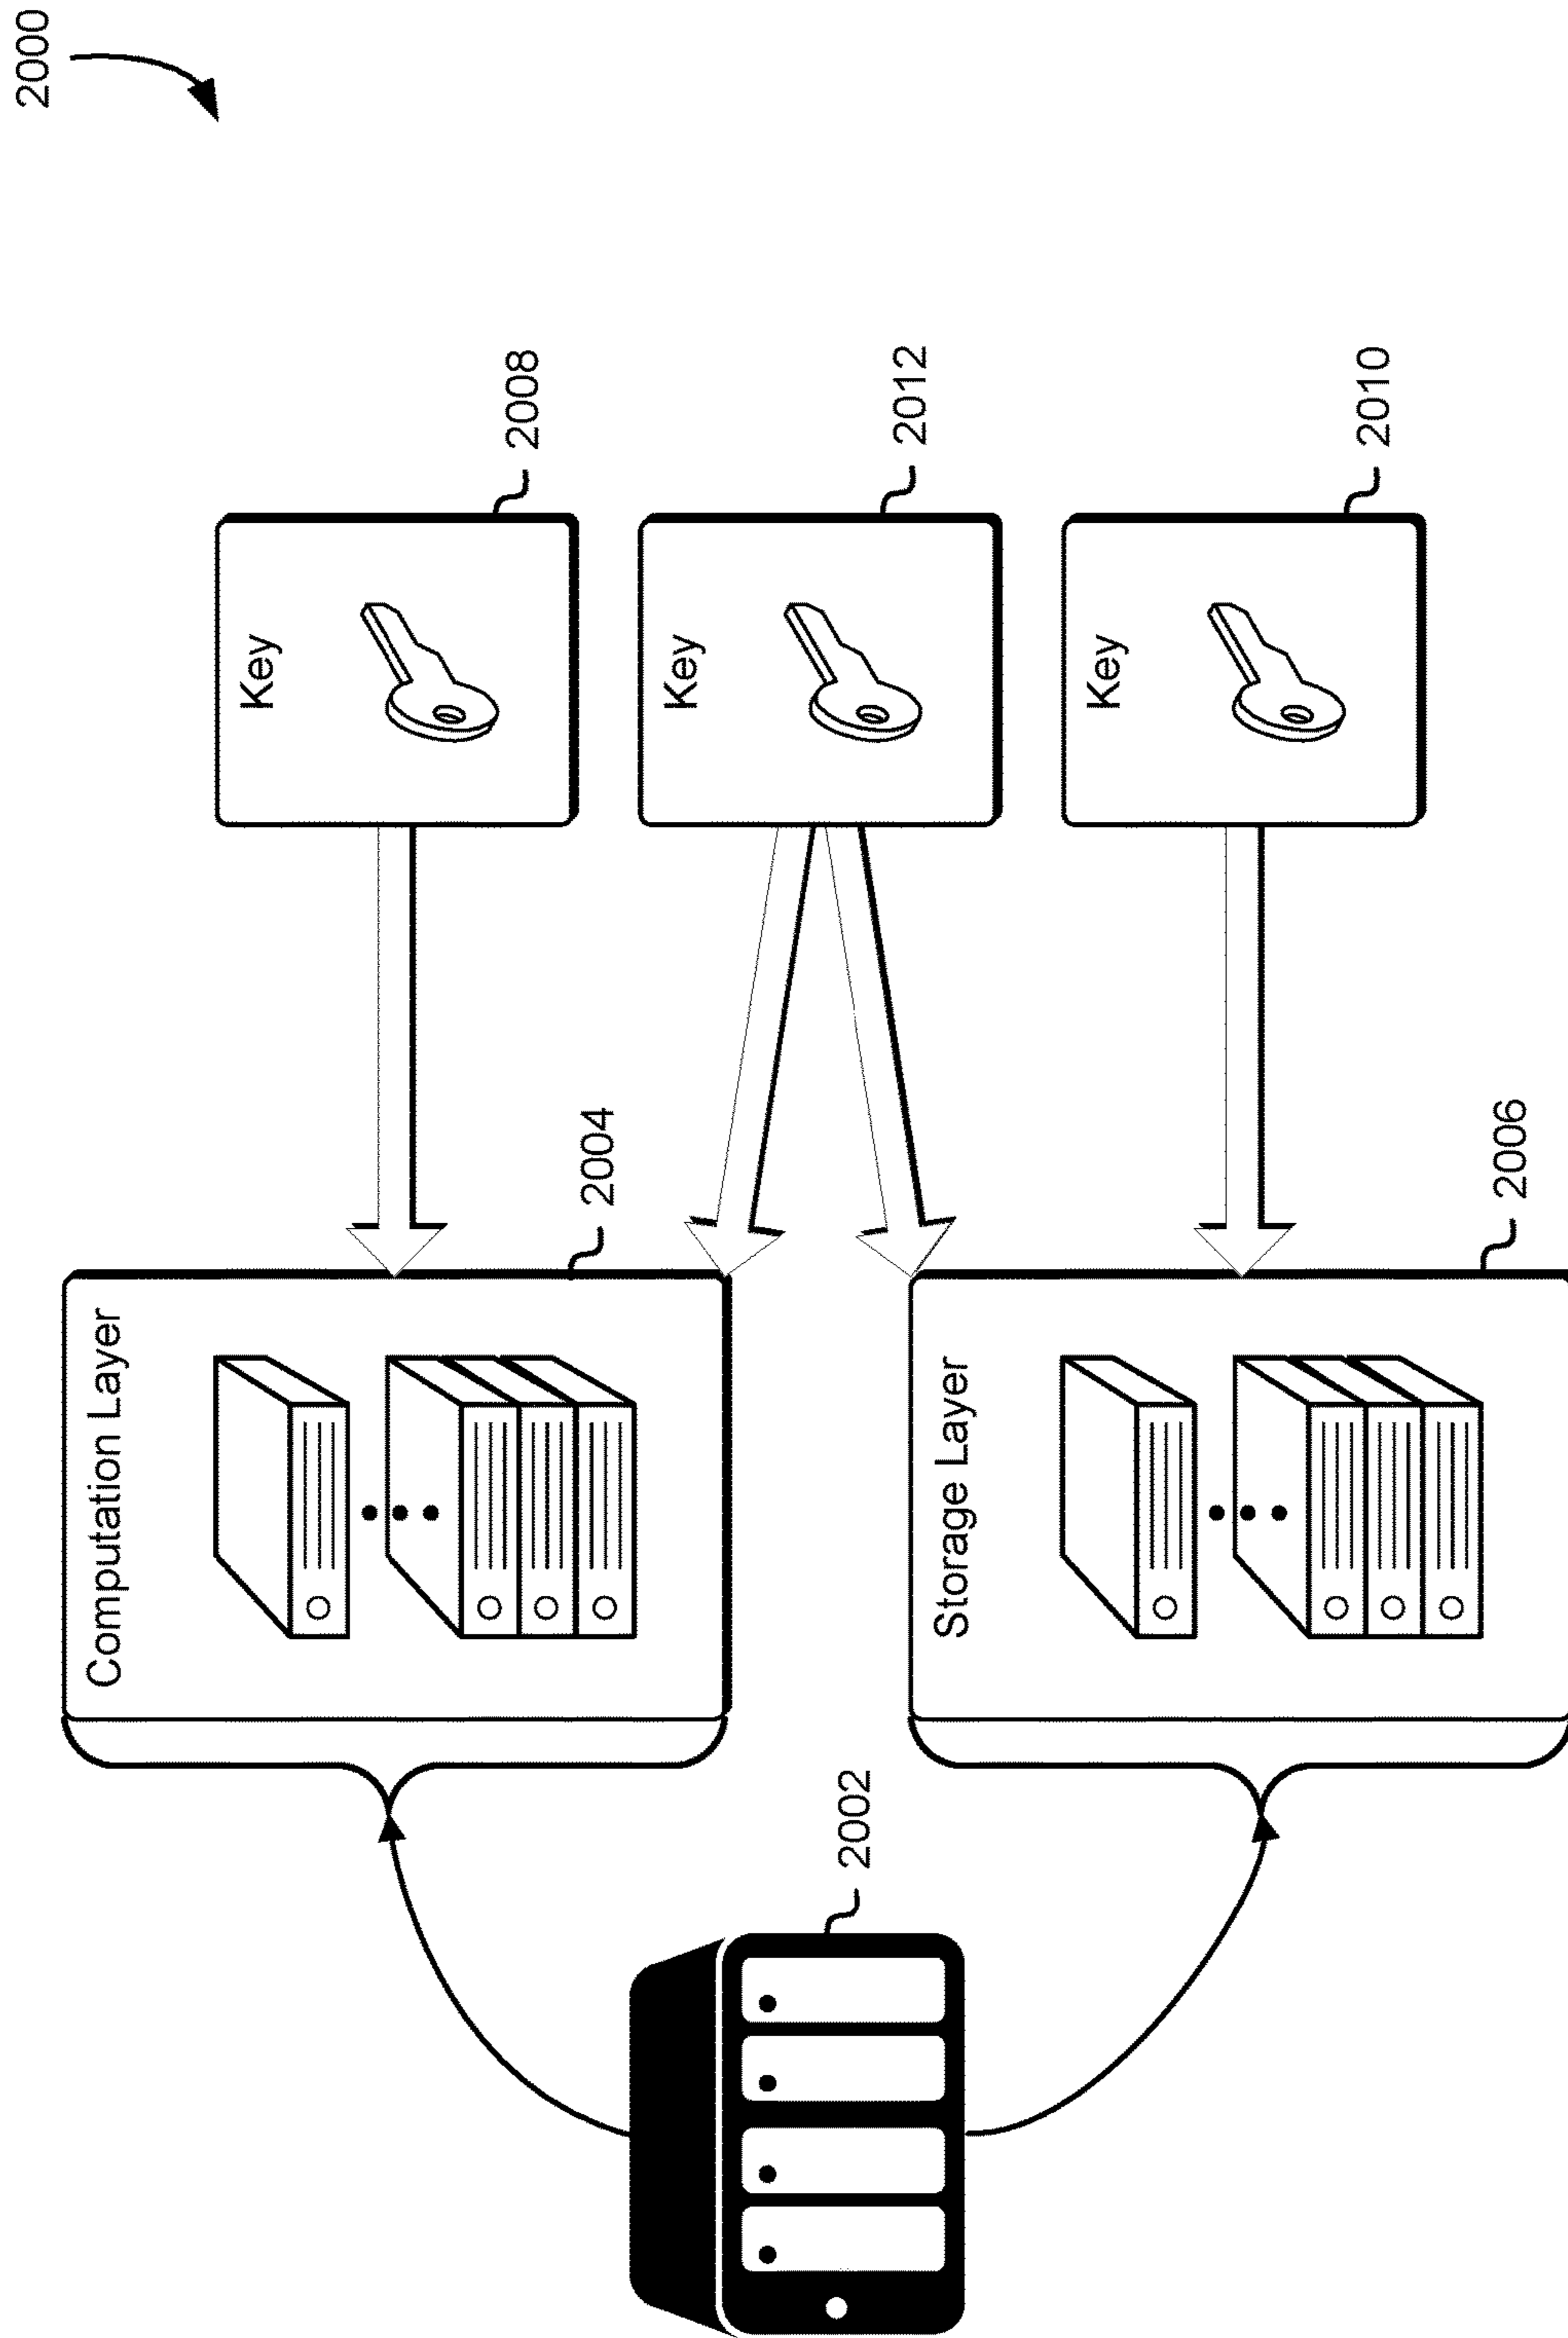 2000
Computation Layer
2004
Key
2008
2002
Key
2012
Storage Layer
2006
Key
2010